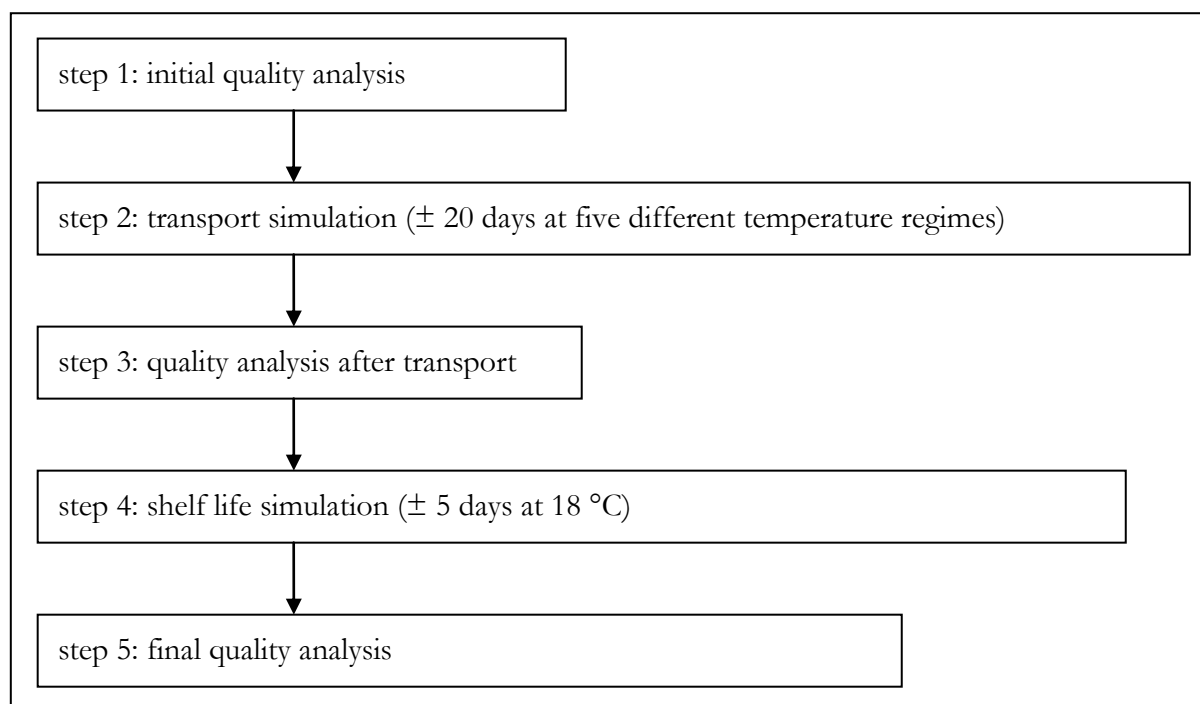 step 1: initial quality analysis
step 2: transport simulation (± 20 days at five different temperature regimes)
step 3: quality analysis after transport
step 4: shelf life simulation (± 5 days at 18 °C)
step 5: final quality analysis